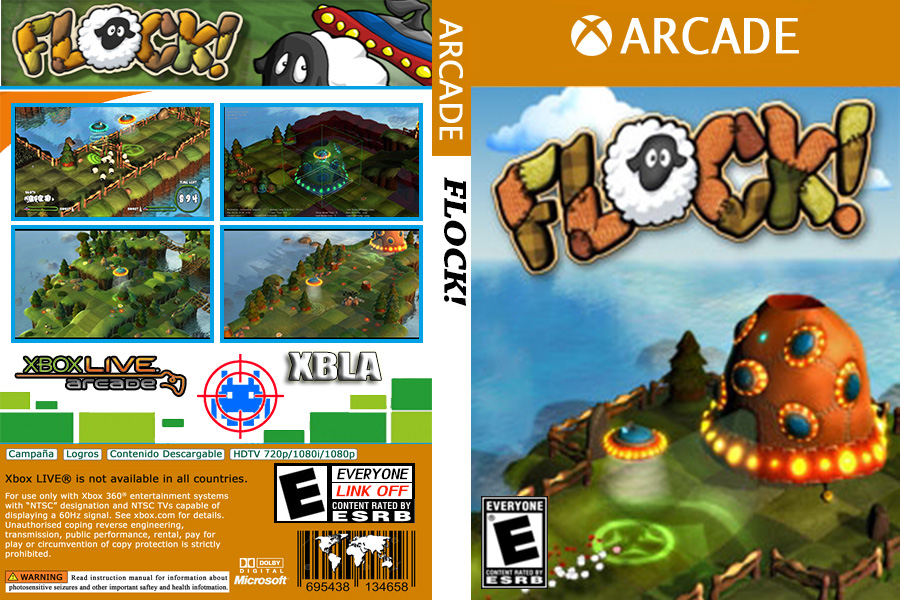 FLOCK!
XBOX LIVE
arcade
XBLA
Campaña
Logros
Contenido Descargable
HDTV 720p/1080i/1080p
Xbox LIVE® is not available in all countries.
For use only with Xbox 360® entertainment systems
with “NTSC” designation and NTSC TVs capable of
displaying a 60Hz signal. See xbox.com for details.
Unauthorised coping reverse engineering,
transmission, public performance, rental, pay for
play or circumvention of copy protection is strictly
prohibited.
WARNING Read instruction manual for information about
photosensitive seizures and other important saftey and health infotmation.
E
EVERYONE
LINK OFF
CONTENT RATED BY
ESRB
DOLBY
DIGITAL
Microsoft®
695438 134658
ARCADE
FLOCK!
ARCADE
FLOCK!
EVERYONE
E
CONTENT RATED BY
ESRB